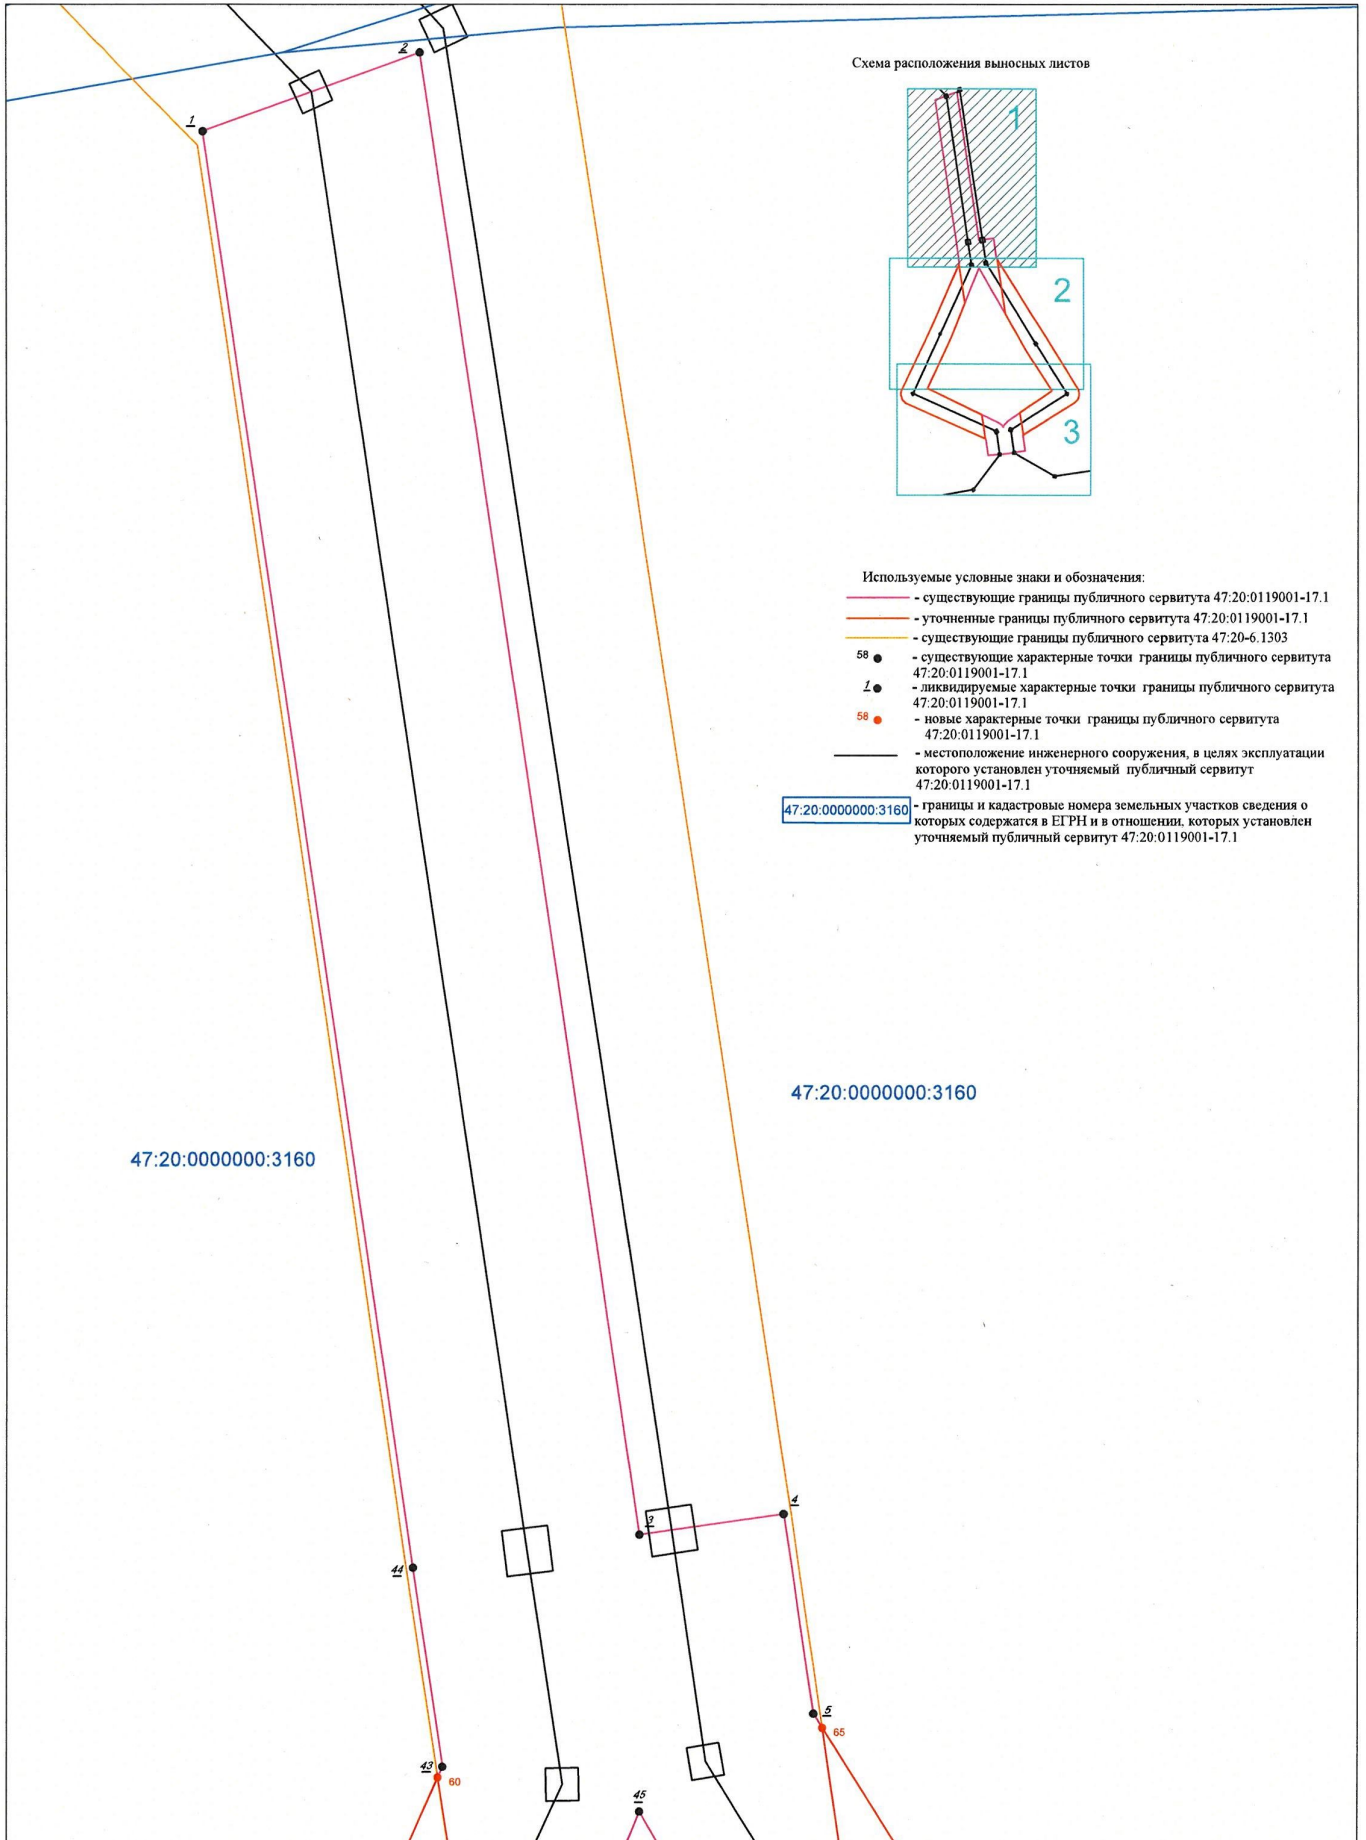 2
1
Схема расположения выносных листов
1
2
3
Используемые условные знаки и обозначения:
- существующие границы публичного сервитута 47:20:0119001-17.1
- уточненные границы публичного сервитута 47:20:0119001-17.1
- существующие границы публичного сервитута 47:20-6.1303
58 - существующие характерные точки границы публичного сервитута
47:20:0119001-17.1
1 - ликвидируемые характерные точки границы публичного сервитута
47:20:0119001-17.1
58 - новые характерные точки границы публичного сервитута
47:20:0119001-17.1
- местоположение инженерного сооружения, в целях эксплуатации
которого установлен уточняемый публичный сервитут
47:20:0119001-17.1
47:20:0000000:3160 - границы и кадастровые номера земельных участков сведения о
которых содержатся в ЕГРН и в отношении, которых установлен
уточняемый публичный сервитут 47:20:0119001-17.1
47:20:0000000:3160
47:20:0000000:3160
4
3
44
5
65
43
60
45